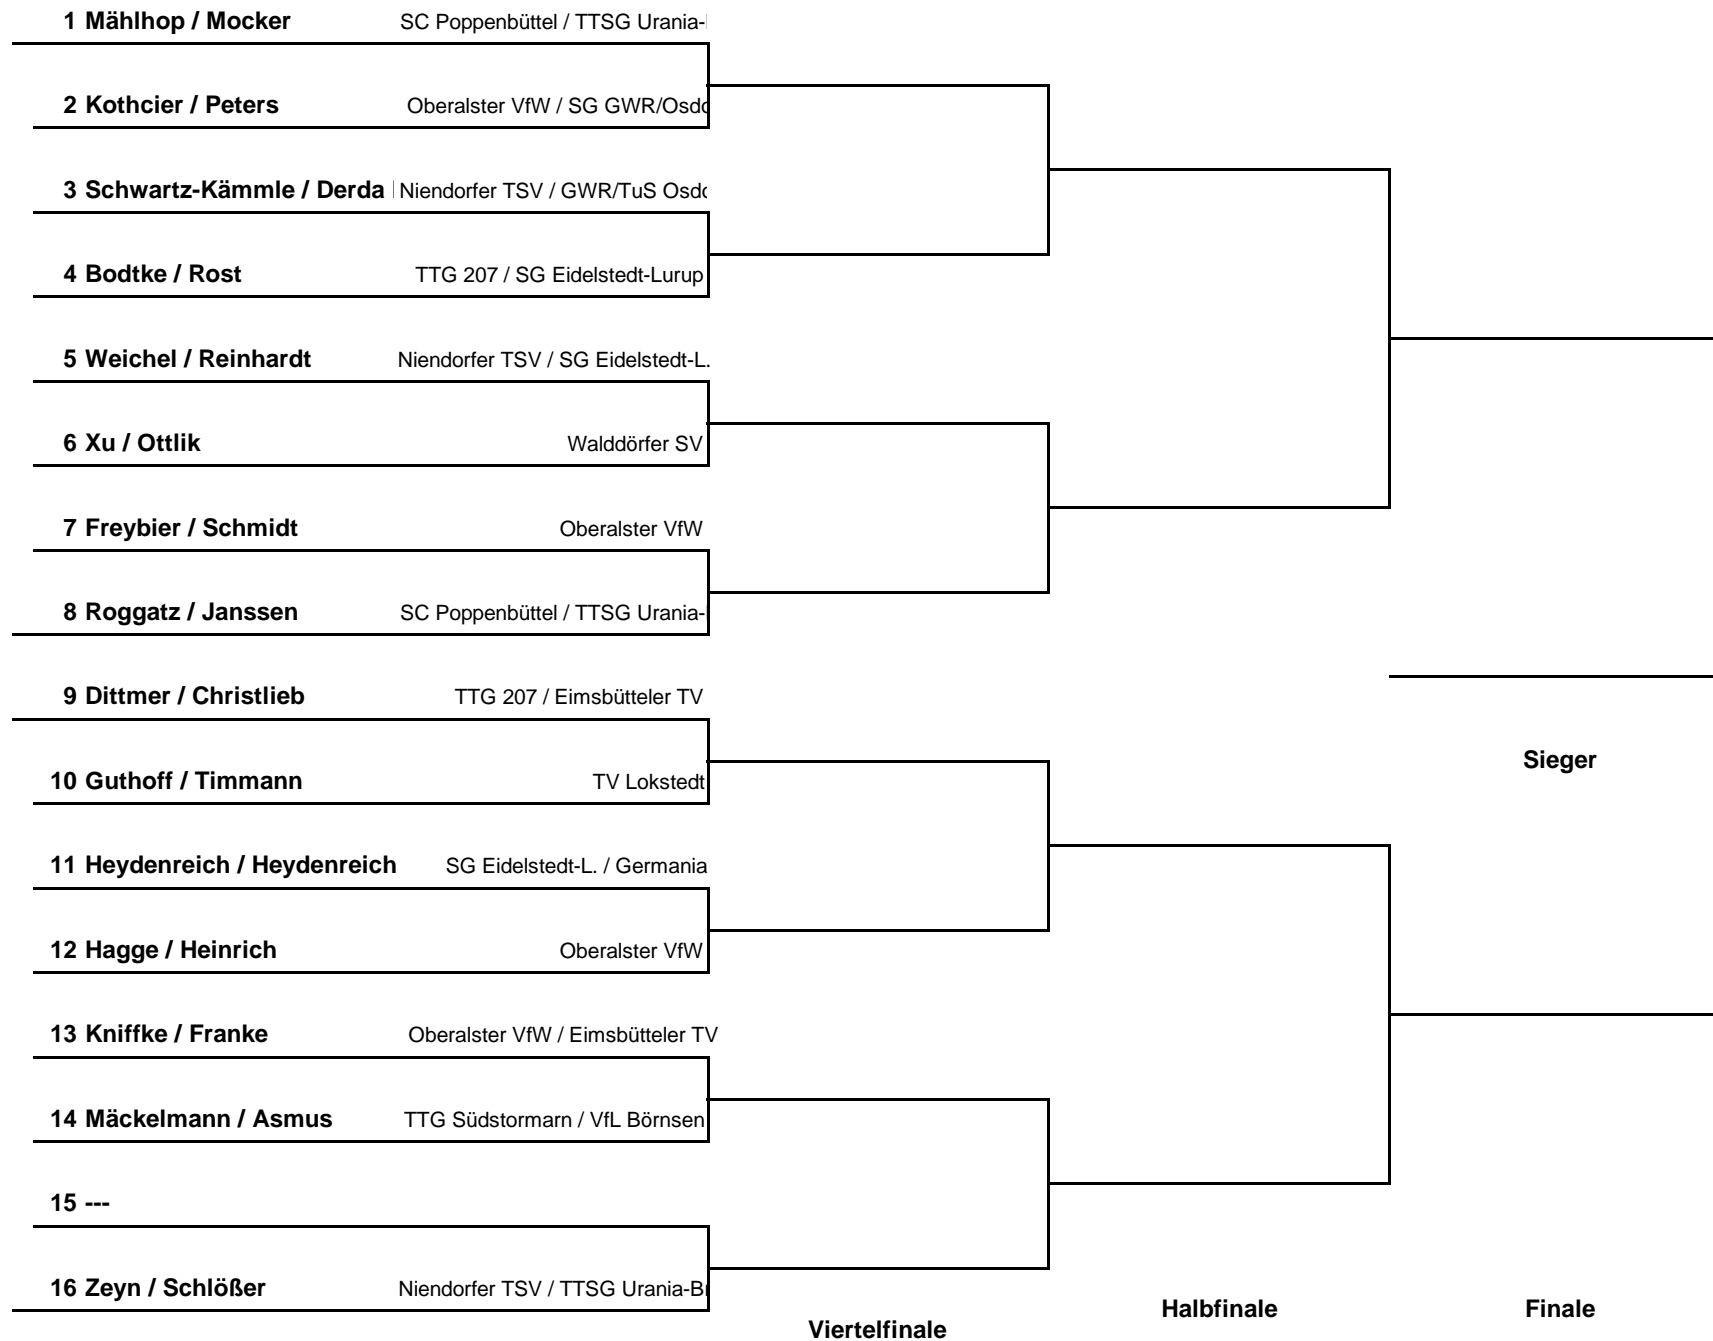 1 Mählhop / Mocker SC Poppenbüttel / TTSG Urania-
2 Kothcier / Peters Oberalster VfW / SG GWR/Osdo
3 Schwartz-Kämmle / Derda Niendorfer TSV / GWR/TuS Osdo
4 Bodtke / Rost TTG 207 / SG Eidelstedt-Lurup
5 Weichel / Reinhardt Niendorfer TSV / SG Eidelstedt-L.
6 Xu / Ottlik Walddörfer SV
7 Freybier / Schmidt Oberalster VfW
8 Roggatz / Janssen SC Poppenbüttel / TTSG Urania-
9 Dittmer / Christlieb TTG 207 / Eimsbütteler TV
Sieger
10 Guthoff / Timmann TV Lokstedt
11 Heydenreich / Heydenreich SG Eidelstedt-L. / Germania
12 Hagge / Heinrich Oberalster VfW
13 Kniffke / Franke Oberalster VfW / Eimsbütteler TV
14 Mäckelmann / Asmus TTG Südstormarn / VfL Börnsen
15 ---
16 Zeyn / Schlößer Niendorfer TSV / TTSG Urania-Br
Viertelfinale Halbfinale Finale